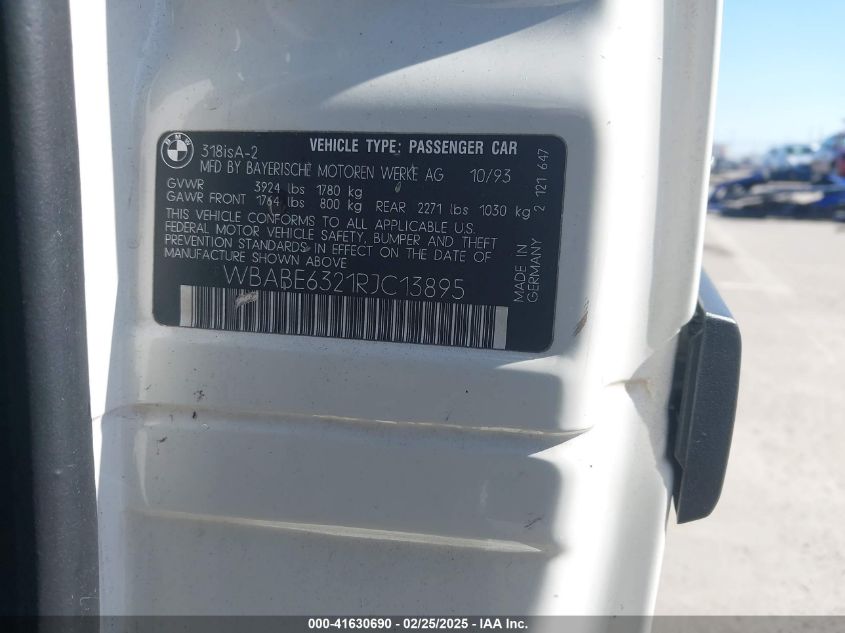 BMW
318isA-2 VEHICLE TYPE: PASSENGER CAR
MFD BY BAYERISCHE MOTOREN WERKE AG 10/93
GVWR 3924 lbs 1780 kg
GAWR FRONT 1764 lbs 800 kg REAR 2271 lbs 1030 kg
THIS VEHICLE CONFORMS TO ALL APPLICABLE U.S.
FEDERAL MOTOR VEHICLE SAFETY, BUMPER AND THEFT
PREVENTION STANDARDS IN EFFECT ON THE DATE OF
MANUFACTURE SHOWN ABOVE
WBABE6321RJC13895
MADE IN
GERMANY
2 121 647
000-41630690 - 02/25/2025 - IAA Inc.